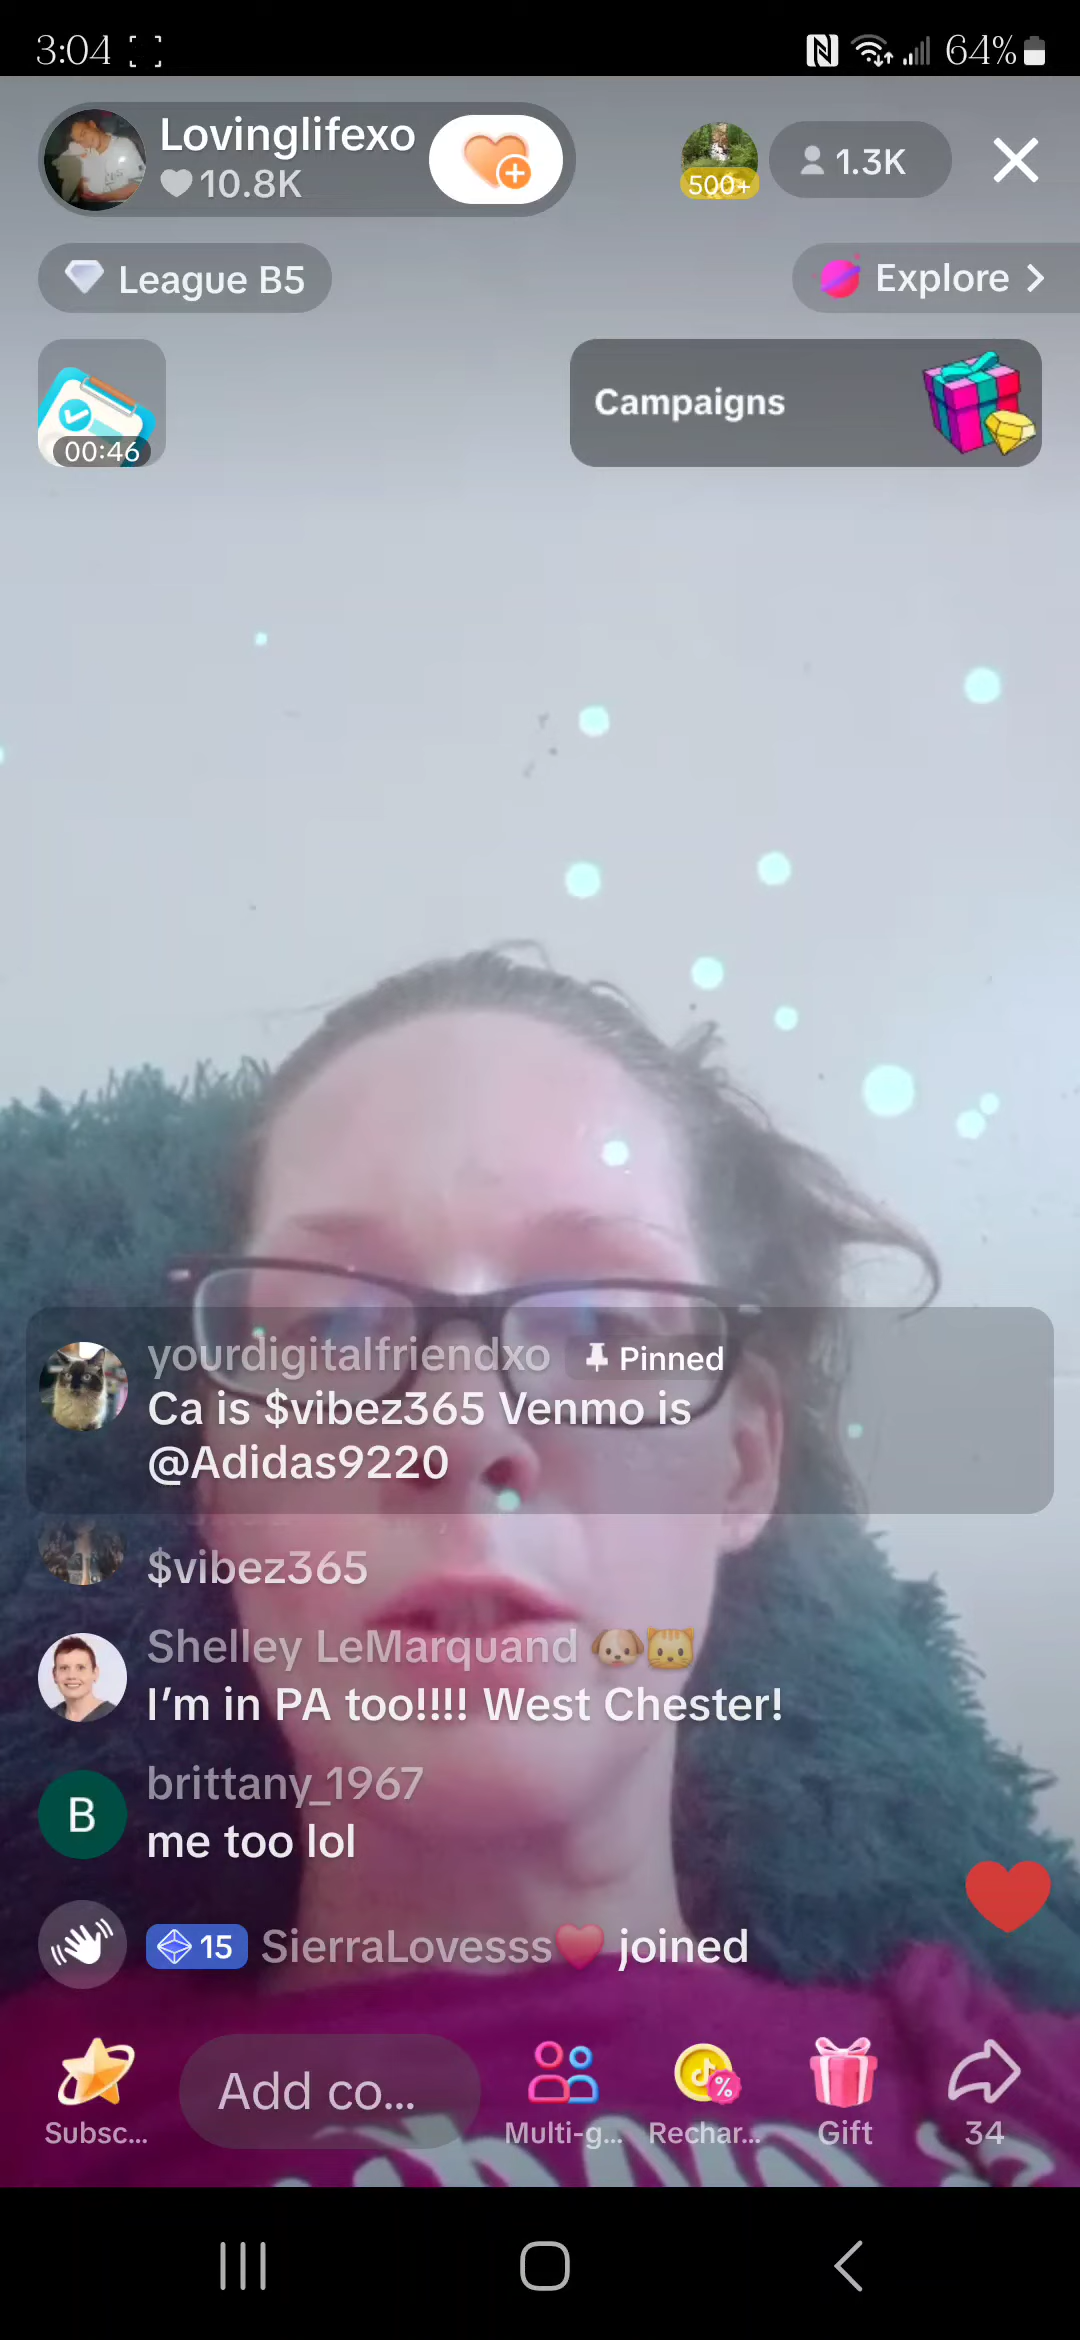 3:04
64%
Lovinglifexo
10.8K
500+
1.3K
League B5
Explore
00:46
Campaigns
yourdigitalfriendxo Pinned
Ca is $vibez365 Venmo is
@Adidas9220
$vibez365
Shelley LeMarquand 🐶🐱
I’m in PA too!!!! West Chester!
brittany_1967
B
me too lol
15 SierraLovesss❤️ joined
Add co...
Subsc...
Multi-g...
Rechar...
Gift
34